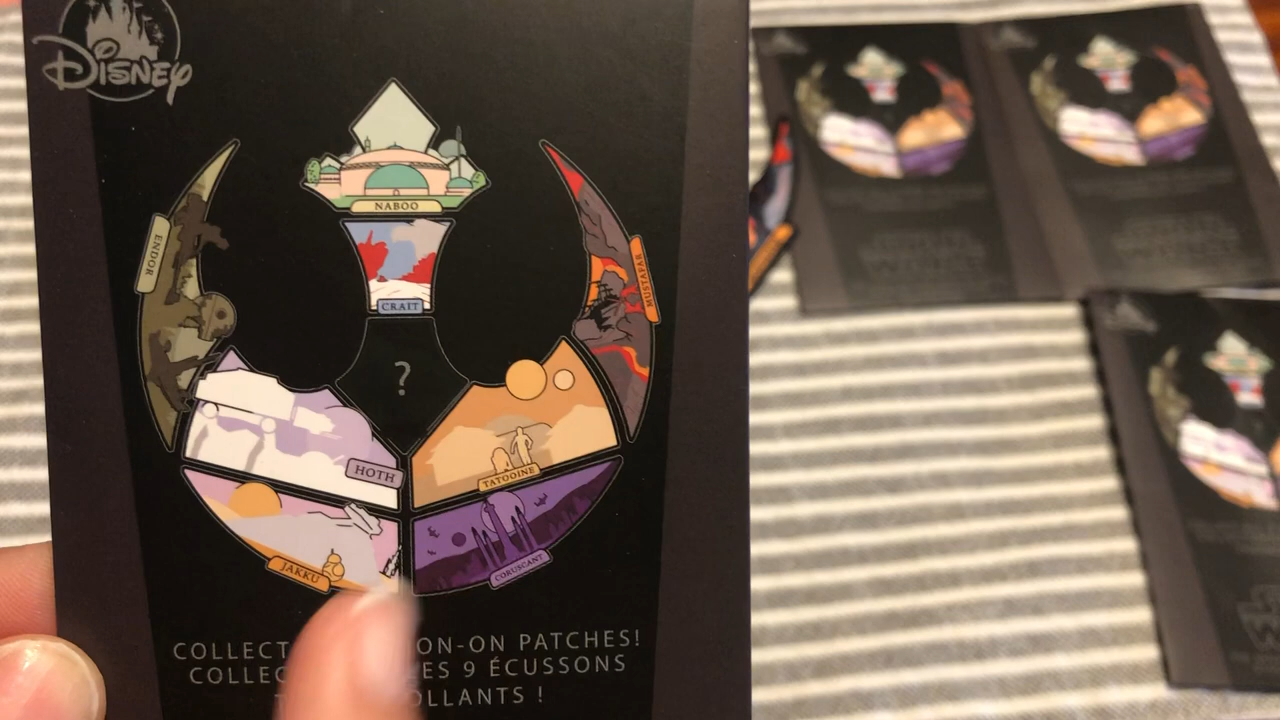 DISNEY
NABOO
ENDOR
MUSTAFAR
CRAIT
?
HOTH
TATOOINE
JAKKU
CORUSCANT
COLLECT ON-ON PATCHES!
COLLEC ES 9 ÉCUSSONS
OLLANTS !